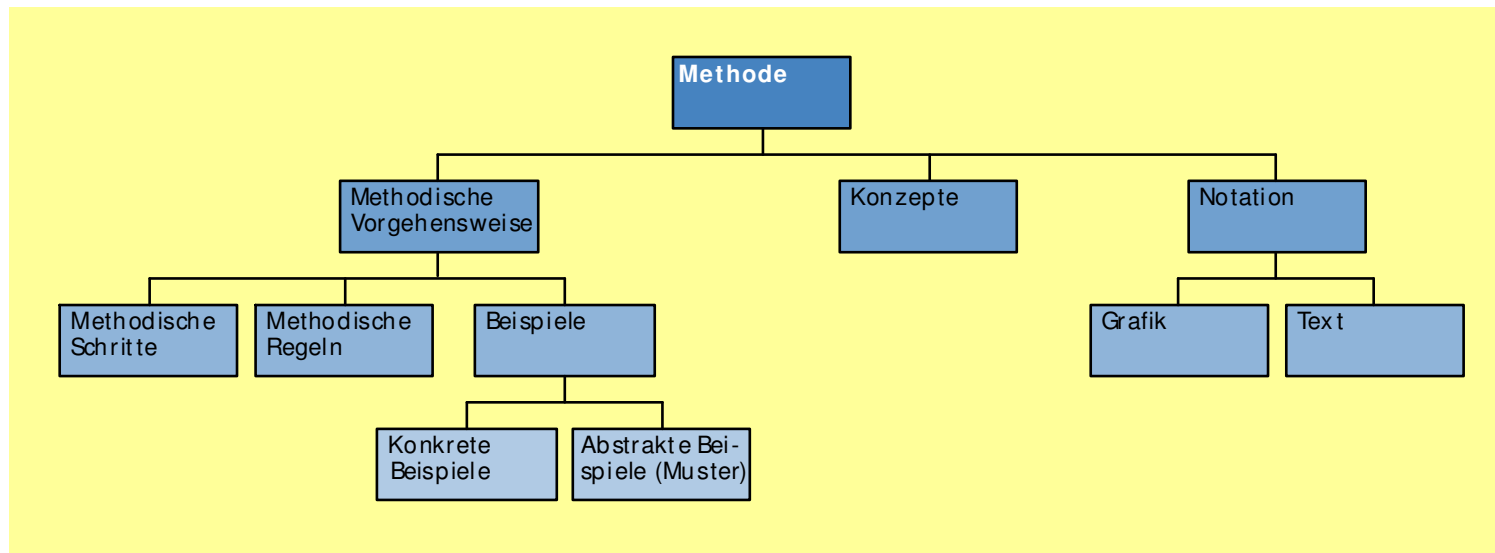 Methode
Methodische
Vorgehensweise
Konzepte
Notation
Methodische
Schritte
Methodische
Regeln
Beispiele
Grafik
Text
Konkrete
Beispiele
Abstrakte Bei-
spiele (Muster)